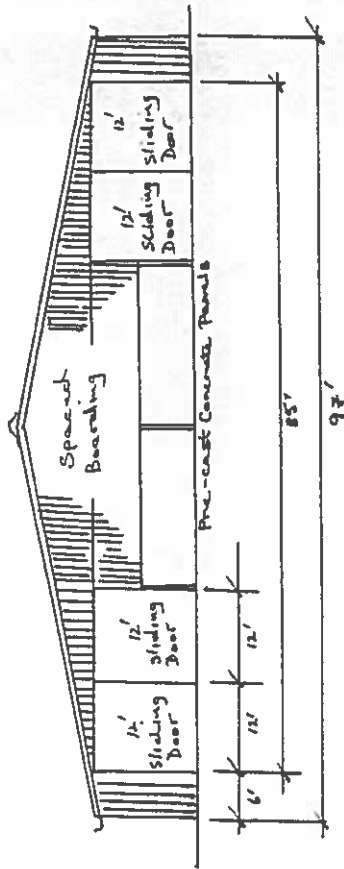 Spaced
Boarding
12'
Sliding
Door
12'
Sliding
Door
12'
Sliding
Door
12'
Sliding
Door
Pre-cast Concrete Panels
6'
12'
12'
85'
97'